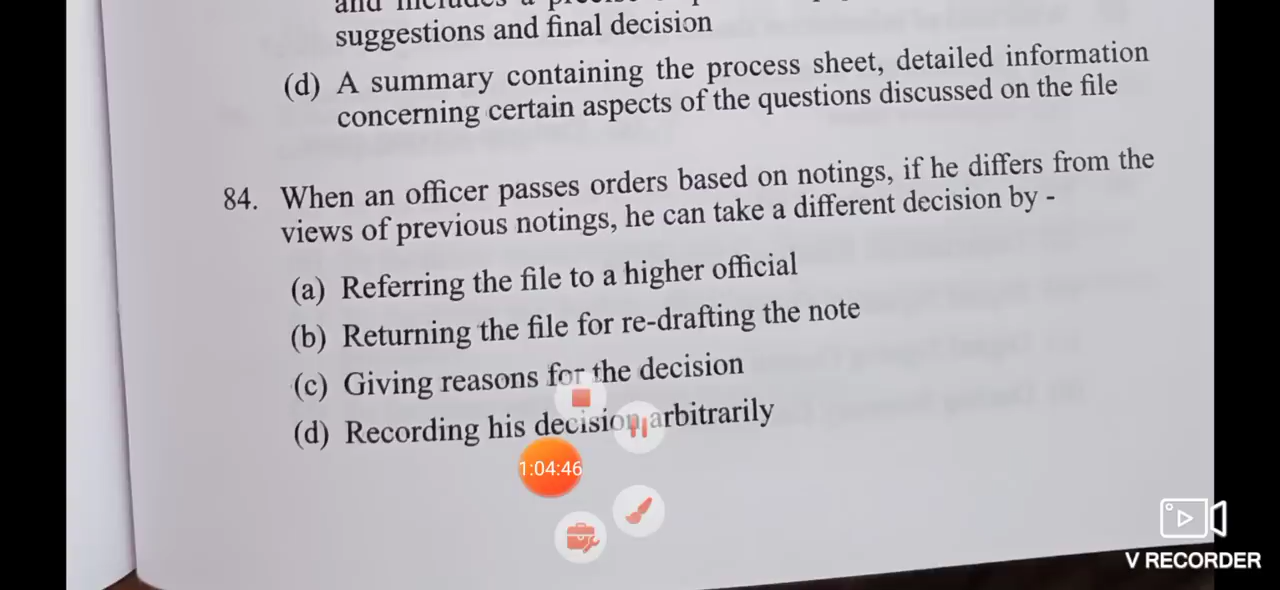 suggestions and final decision
(d) A summary containing the process sheet, detailed information
concerning certain aspects of the questions discussed on the file
84. When an officer passes orders based on notings, if he differs from the
views of previous notings, he can take a different decision by -
(a) Referring the file to a higher official
(b) Returning the file for re-drafting the note
(c) Giving reasons for the decision
(d) Recording his decision arbitrarily
1:04:46
V RECORDER